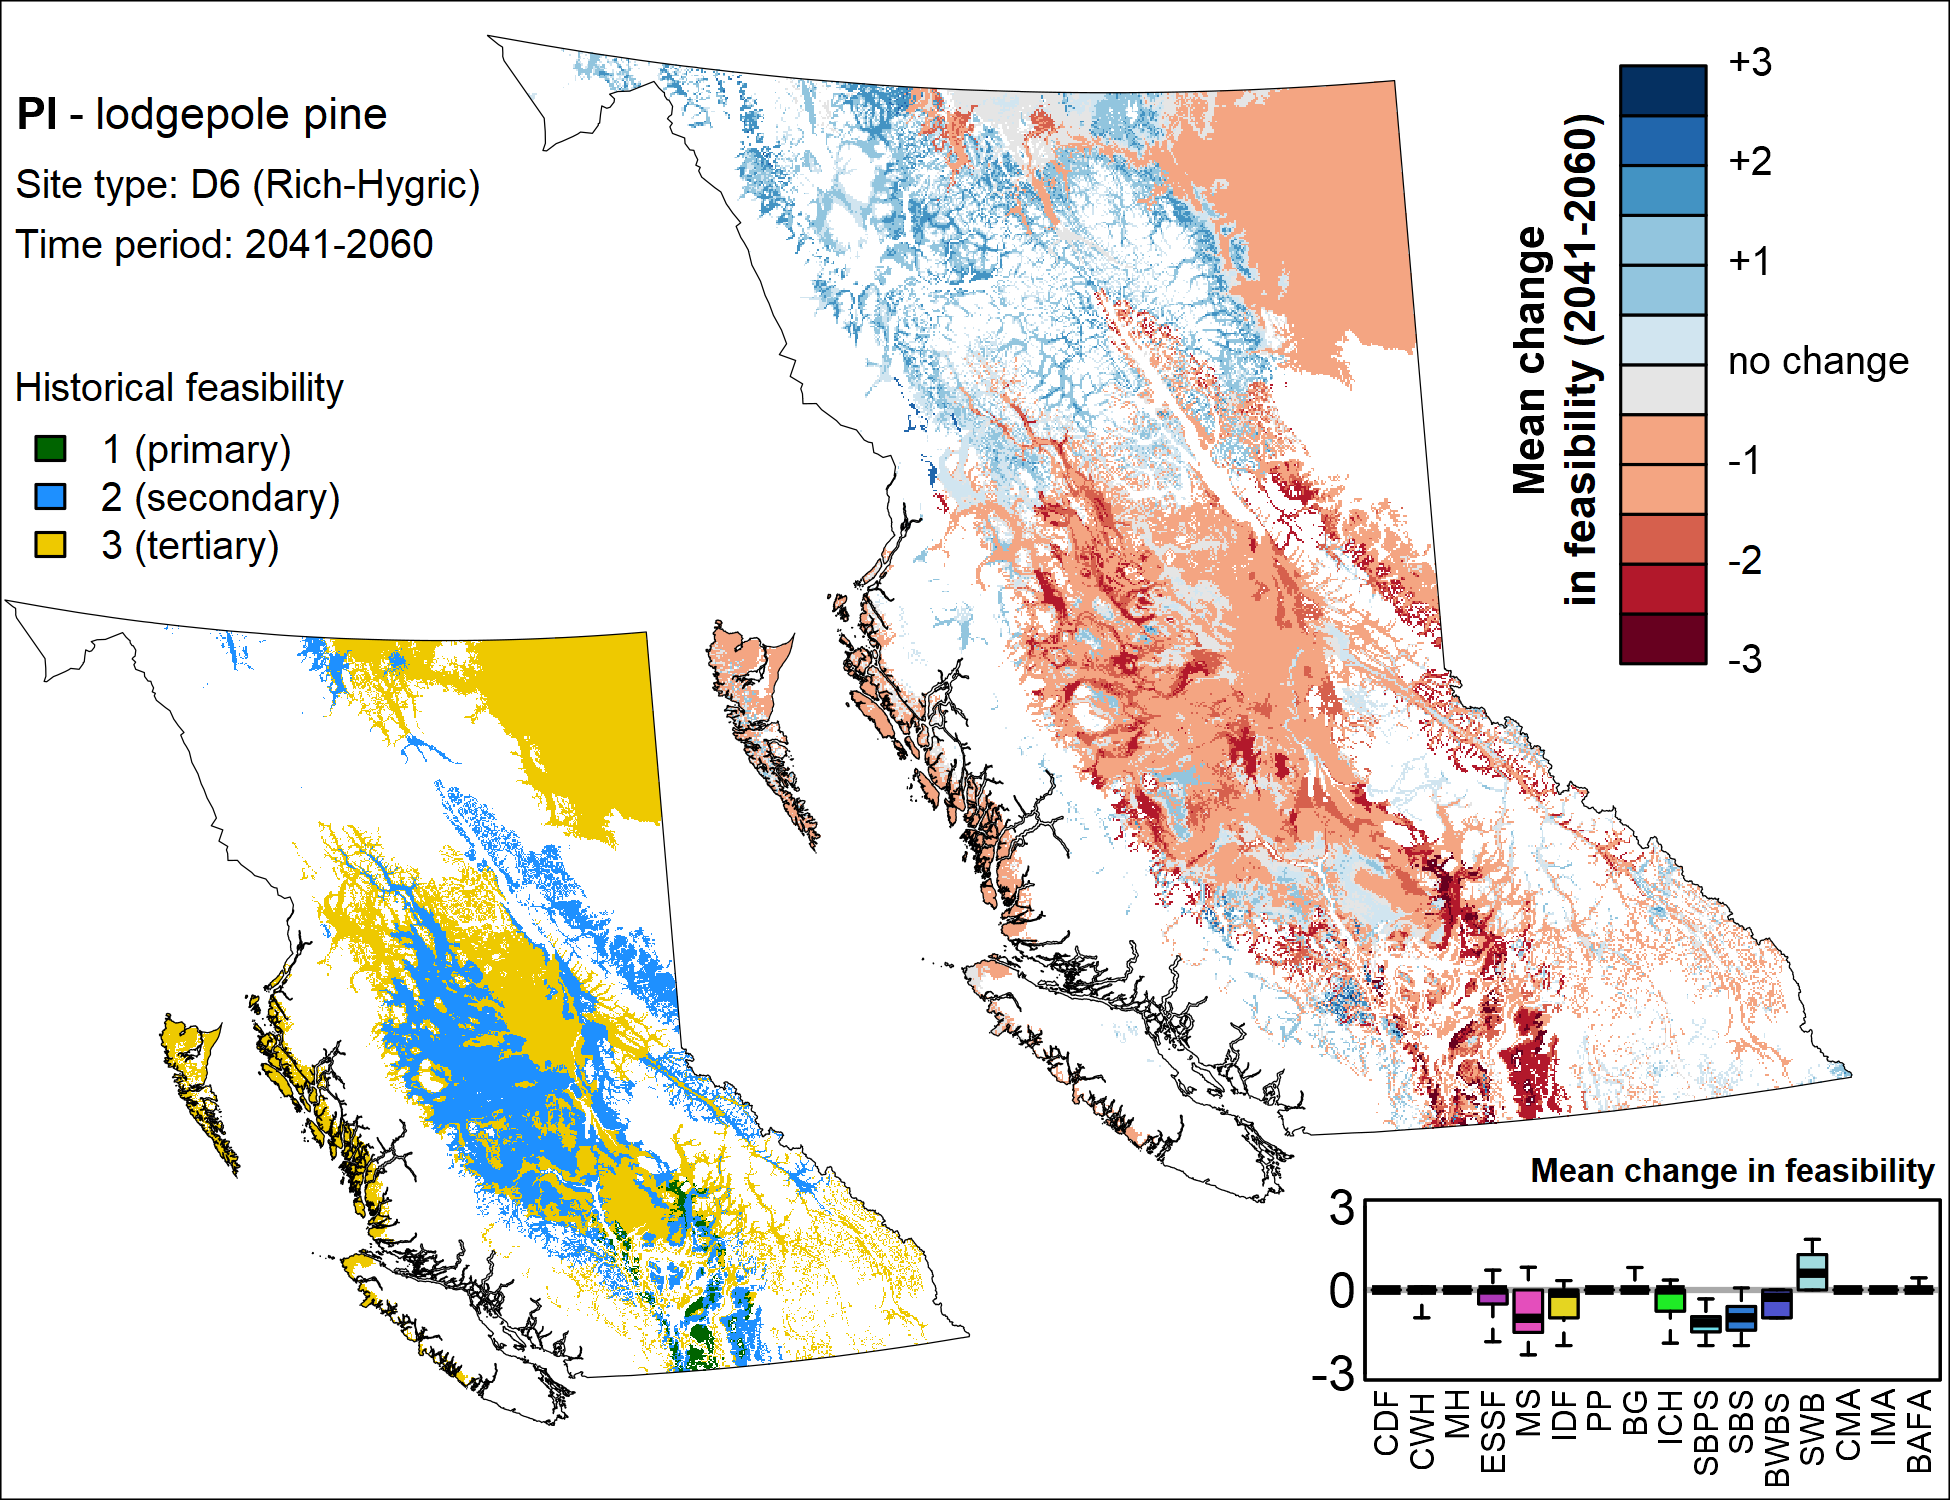 Pl - lodgepole pine
Site type: D6 (Rich-Hygric)
Time period: 2041-2060
Historical feasibility
1 (primary)
2 (secondary)
3 (tertiary)
Mean change
in feasibility (2041-2060)
+3
+2
+1
no change
-1
-2
-3
Mean change in feasibility
3
0
-3
CDF
CWH
MH
ESSF
MS
IDF
PP
BG
ICH
SBPS
SBS
BWBS
SWB
CMA
IMA
BAFA